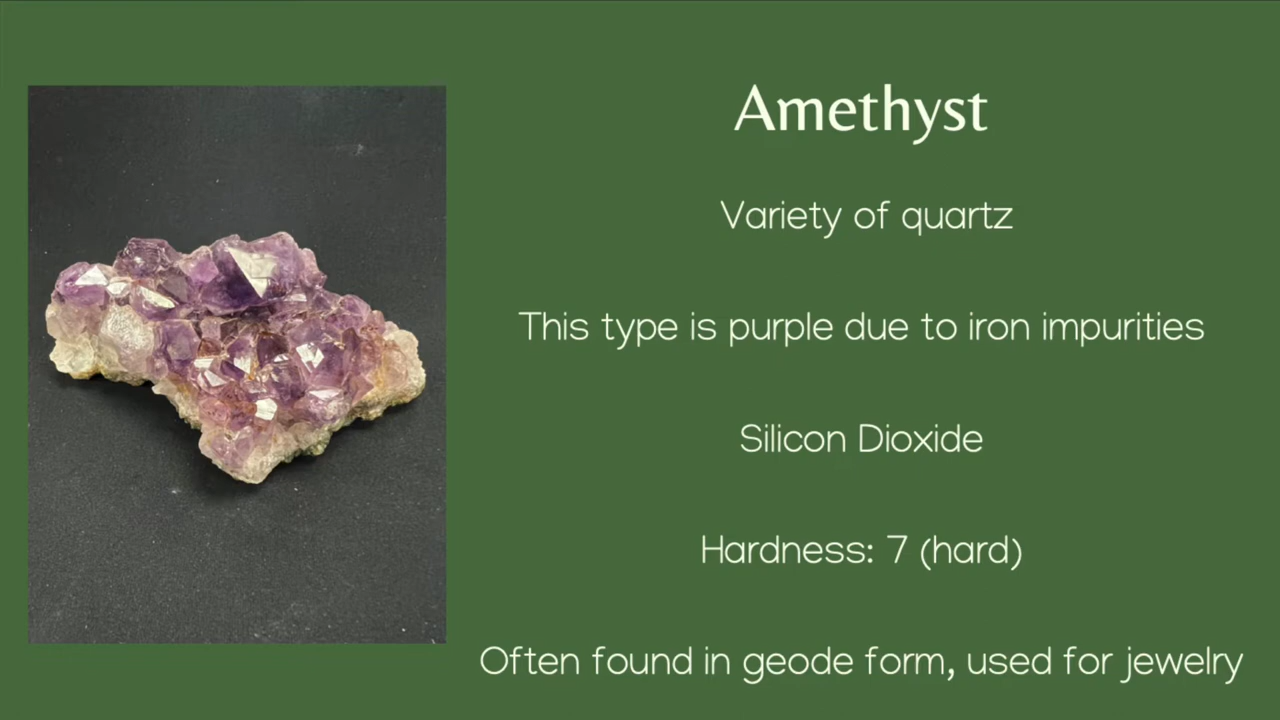 Amethyst
Variety of quartz
This type is purple due to iron impurities
Silicon Dioxide
Hardness: 7 (hard)
Often found in geode form, used for jewelry